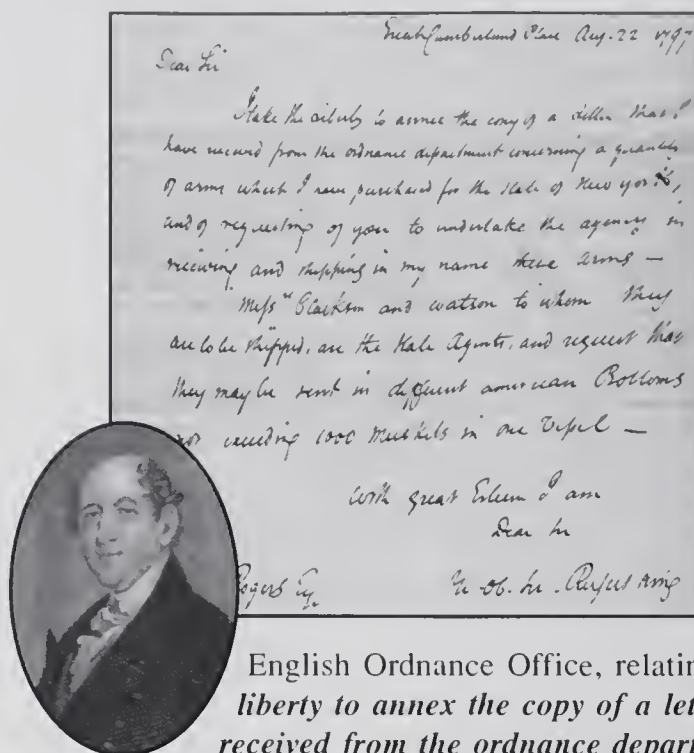 Great Cumberland Place Aug. 22 1797
Dear Sir
I take the liberty to annex the copy of a letter that I
have received from the ordnance department concerning a quantity
of arms which I have purchased for the State of New York,
and of requesting of you to undertake the agency in
receiving and shipping in my name these arms —
Messrs Clarkson and Watson to whom they
are to be shipped, are the State Agents, and request that
they may be sent in different american Bottoms
not exceeding 1000 Muskets in one Vessel —
With great Esteem I am
Dear Sir
Rogers Esq.
Yr. Ob. Sr. Rufus King
English Ordnance Office, relatin
liberty to annex the copy of a let
received from the ordnance depar